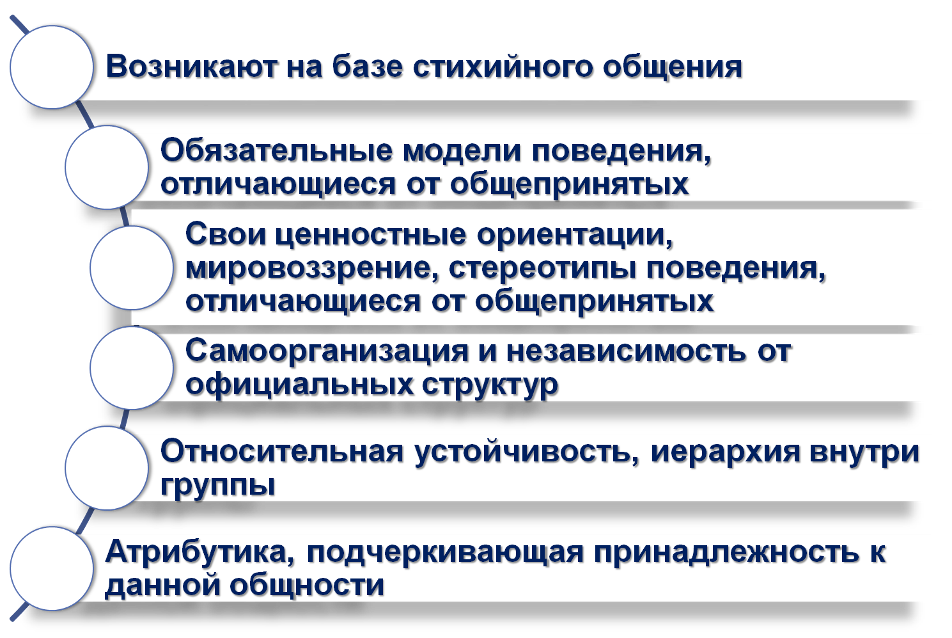 Возникают на базе стихийного общения
Обязательные модели поведения,
отличающиеся от общепринятых
Свои ценностные ориентации,
мировоззрение, стереотипы поведения,
отличающиеся от общепринятых
Самоорганизация и независимость от
официальных структур
Относительная устойчивость, иерархия внутри
группы
Атрибутика, подчеркивающая принадлежность к
данной общности